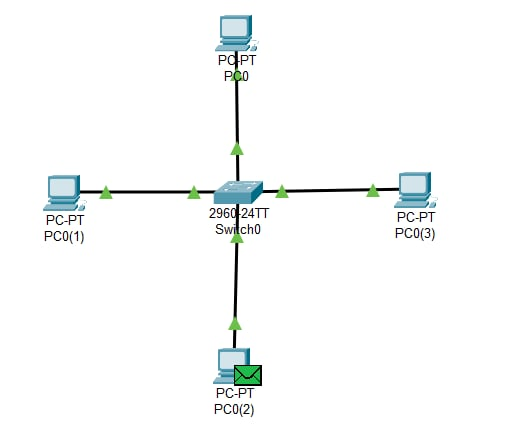 PC-PT
PC0
PC-PT
PC0(1)
2960-24TT
Switch0
PC-PT
PC0(3)
PC-PT
PC0(2)